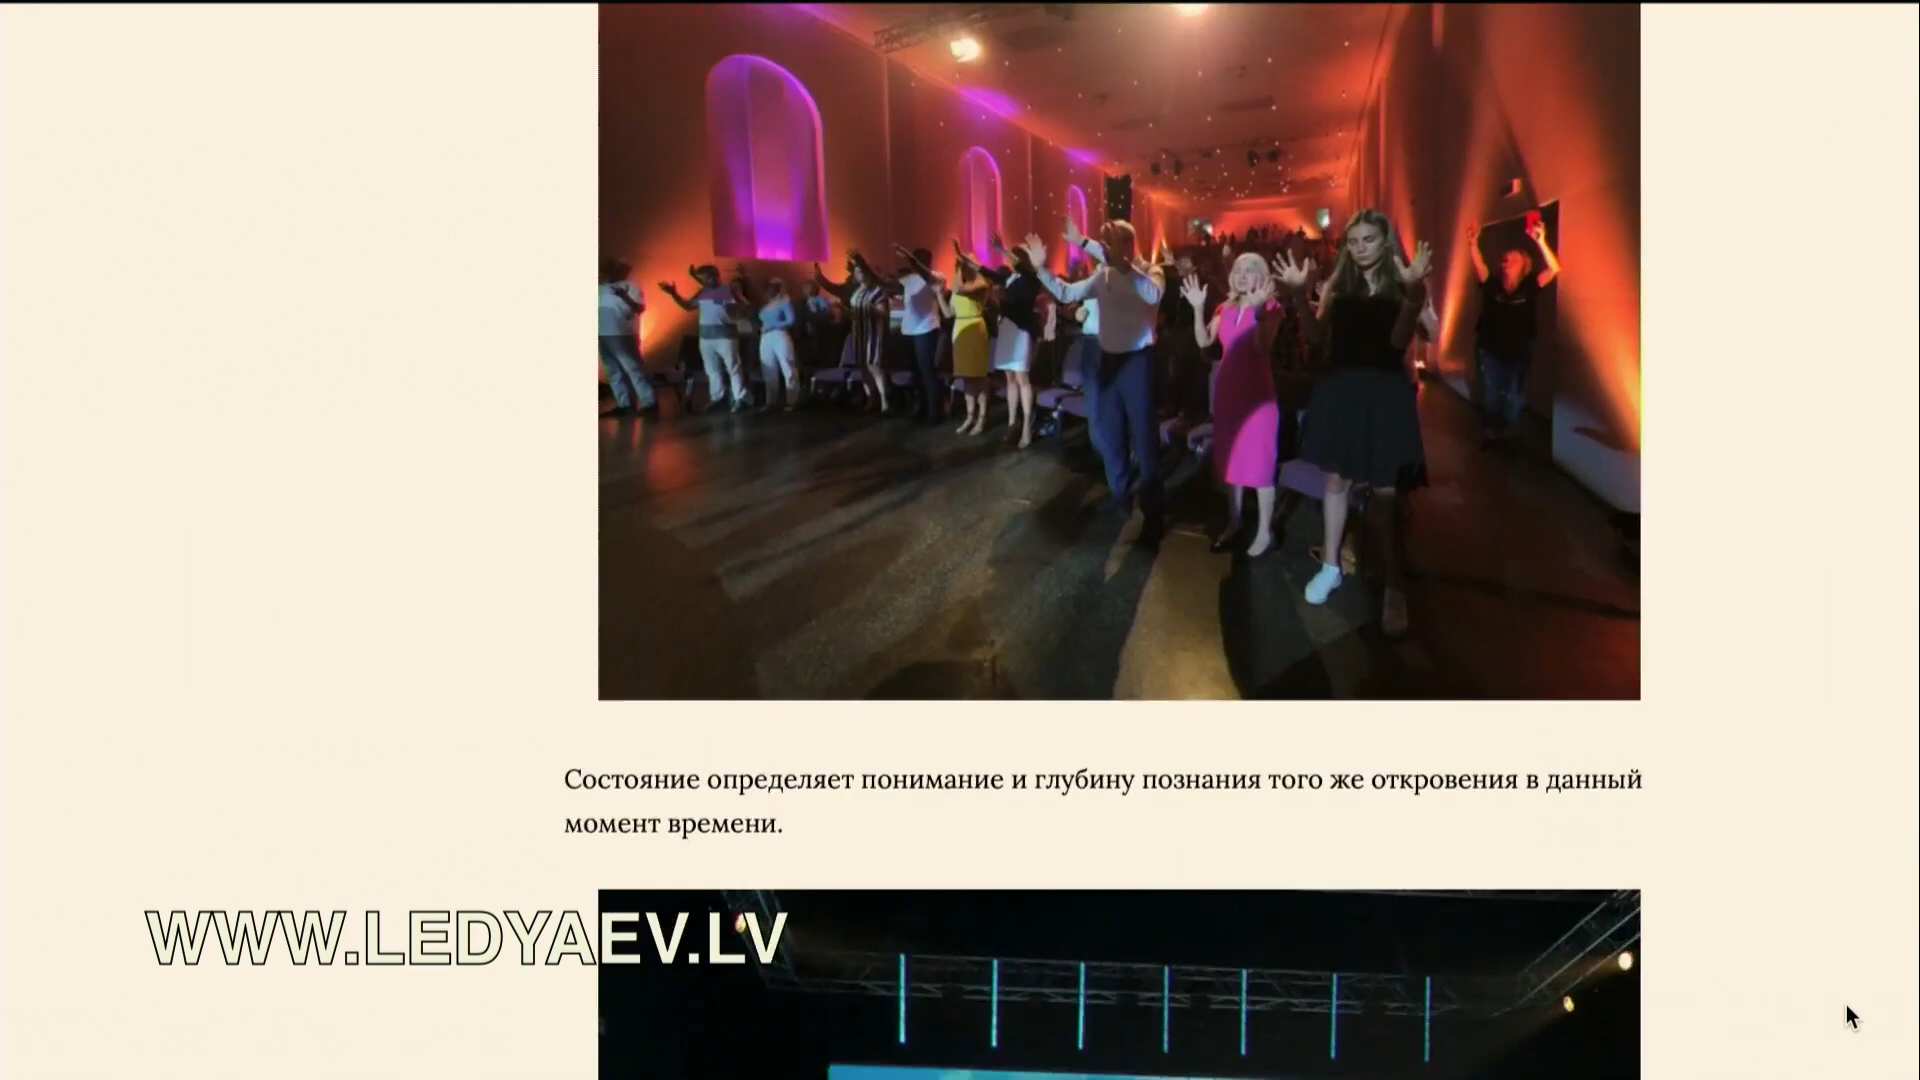 Состояние определяет понимание и глубину познания того же откровения в данный
момент времени.
WWW.LEDYAEV.LV